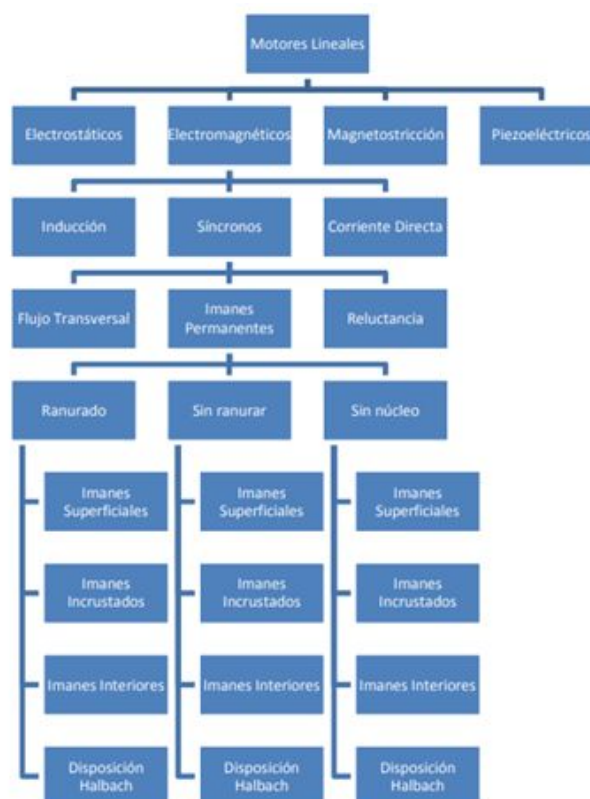 Motores Lineales
Electrostáticos
Electromagnéticos
Magnetostricción
Piezoeléctricos
Inducción
Síncronos
Corriente Directa
Flujo Transversal
Imanes
Permanentes
Reluctancia
Ranurado
Sin ranurar
Sin núcleo
Imanes
Superficiales
Imanes
Superficiales
Imanes
Superficiales
Imanes
Incrustados
Imanes
Incrustados
Imanes
Incrustados
Imanes Interiores
Imanes Interiores
Imanes Interiores
Disposición
Halbach
Disposición
Halbach
Disposición
Halbach